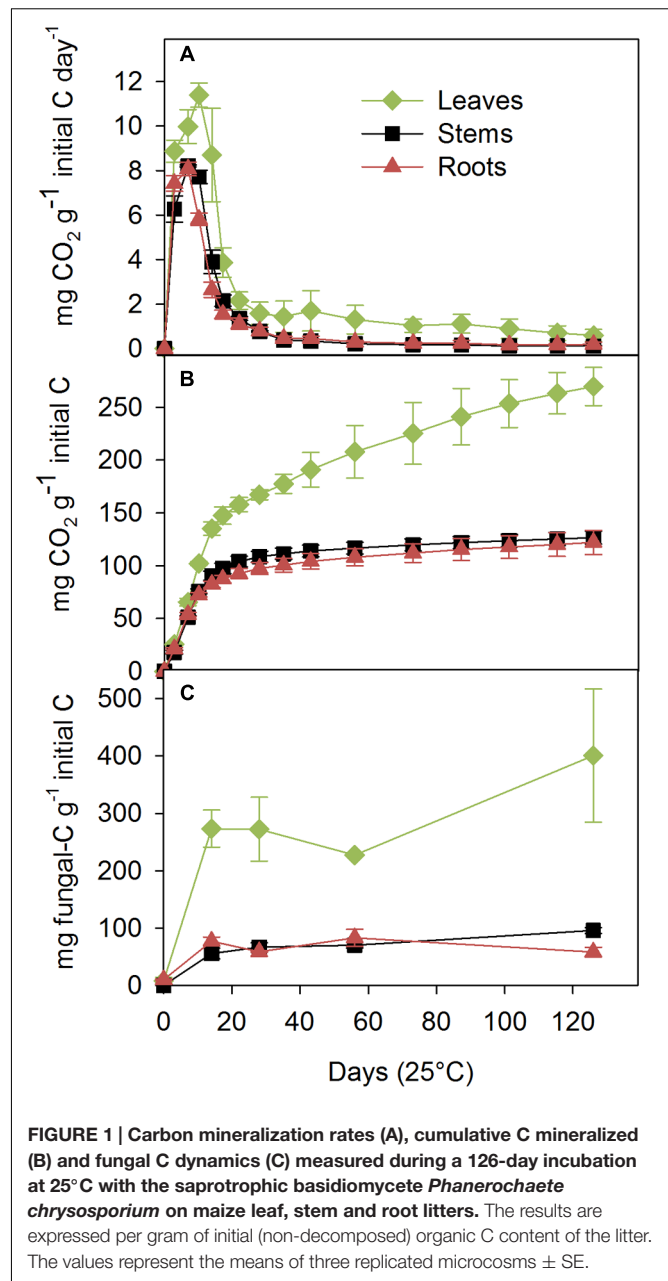 A
12
10
8
6
4
2
0
mg CO₂ g⁻¹ initial C day⁻¹
Leaves
Stems
Roots
B
250
200
150
100
50
0
mg CO₂ g⁻¹ initial C
C
500
400
300
200
100
0
mg fungal-C g⁻¹ initial C
0 20 40 60 80 100 120
Days (25°C)
FIGURE 1 | Carbon mineralization rates (A), cumulative C mineralized
(B) and fungal C dynamics (C) measured during a 126-day incubation
at 25°C with the saprotrophic basidiomycete Phanerochaete
chrysosporium on maize leaf, stem and root litters. The results are
expressed per gram of initial (non-decomposed) organic C content of the litter.
The values represent the means of three replicated microcosms ± SE.